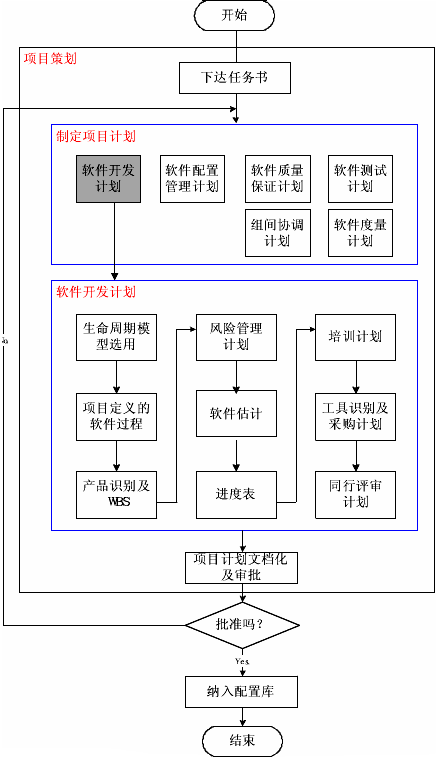 开始
项目策划
下达任务书
制定项目计划
软件开发
计划
软件配置
管理计划
软件质量
保证计划
软件测试
计划
组间协调
计划
软件度量
计划
软件开发计划
生命周期模
型选用
风险管理
计划
培训计划
项目定义的
软件过程
软件估计
工具识别及
采购计划
产品识别及
WBS
进度表
同行评审
计划
项目计划文档化
及审批
批准吗?
Yes
纳入配置库
结束